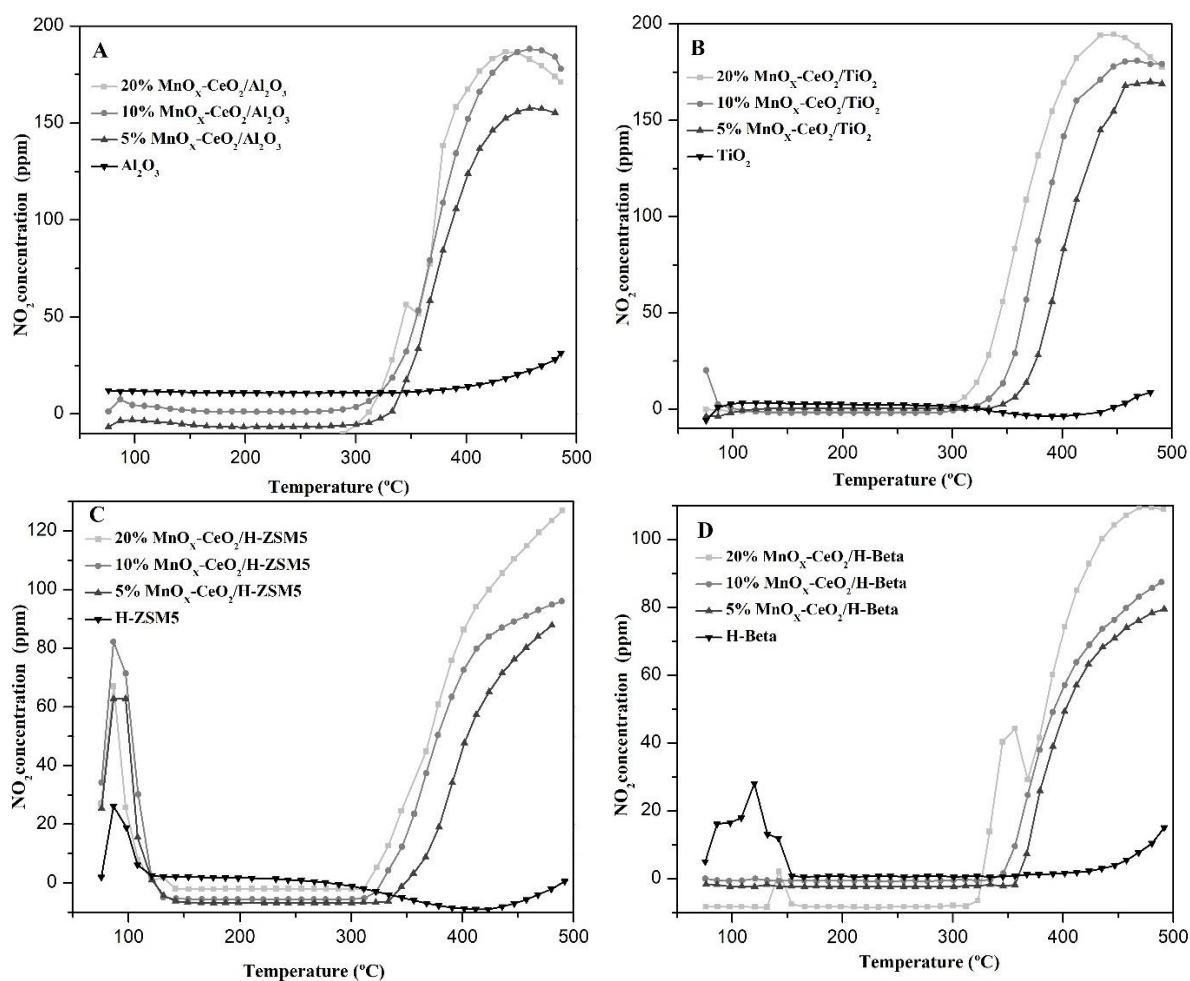 A
20% MnOₓ-CeO₂/Al₂O₃
10% MnOₓ-CeO₂/Al₂O₃
5% MnOₓ-CeO₂/Al₂O₃
Al₂O₃
NO₂ concentration (ppm)
200
150
100
50
0
100 200 300 400 500
Temperature (ºC)
B
20% MnOₓ-CeO₂/TiO₂
10% MnOₓ-CeO₂/TiO₂
5% MnOₓ-CeO₂/TiO₂
TiO₂
NO₂ concentration (ppm)
200
150
100
50
0
100 200 300 400 500
Temperature (ºC)
C
20% MnOₓ-CeO₂/H-ZSM5
10% MnOₓ-CeO₂/H-ZSM5
5% MnOₓ-CeO₂/H-ZSM5
H-ZSM5
NO₂ concentration (ppm)
120
100
80
60
40
20
0
100 200 300 400 500
Temperature (ºC)
D
20% MnOₓ-CeO₂/H-Beta
10% MnOₓ-CeO₂/H-Beta
5% MnOₓ-CeO₂/H-Beta
H-Beta
NO₂ concentration (ppm)
100
80
60
40
20
0
100 200 300 400 500
Temperature (ºC)